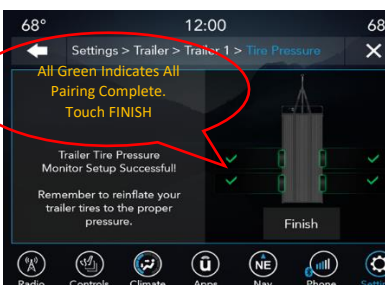 68° 12:00 68
Settings > Trailer > Trailer 1 > Tire Pressure
All Green Indicates All
Pairing Complete.
Touch FINISH
Trailer Tire Pressure
Monitor Setup Successful!
Remember to reinflate your
trailer tires to the proper
pressure.
Finish
Radio Controls Climate Apps Nav Phone Settin